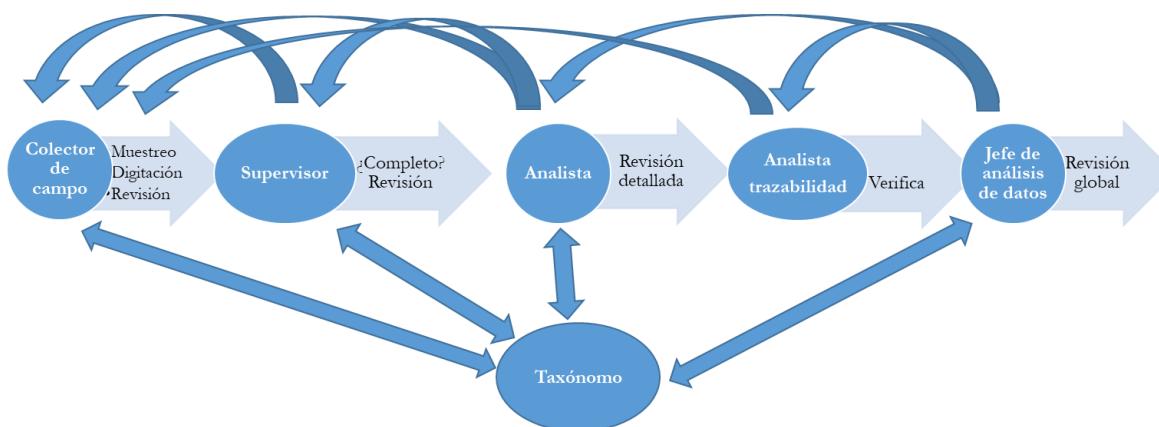 Colector
de
campo
Muestreo
Digitación
•Revisión
Supervisor
¿Completo?
Revisión
Analista
Revisión
detallada
Analista
trazabilidad
Verifica
Jefe de
análisis
de datos
Revisión
global
Taxónomo